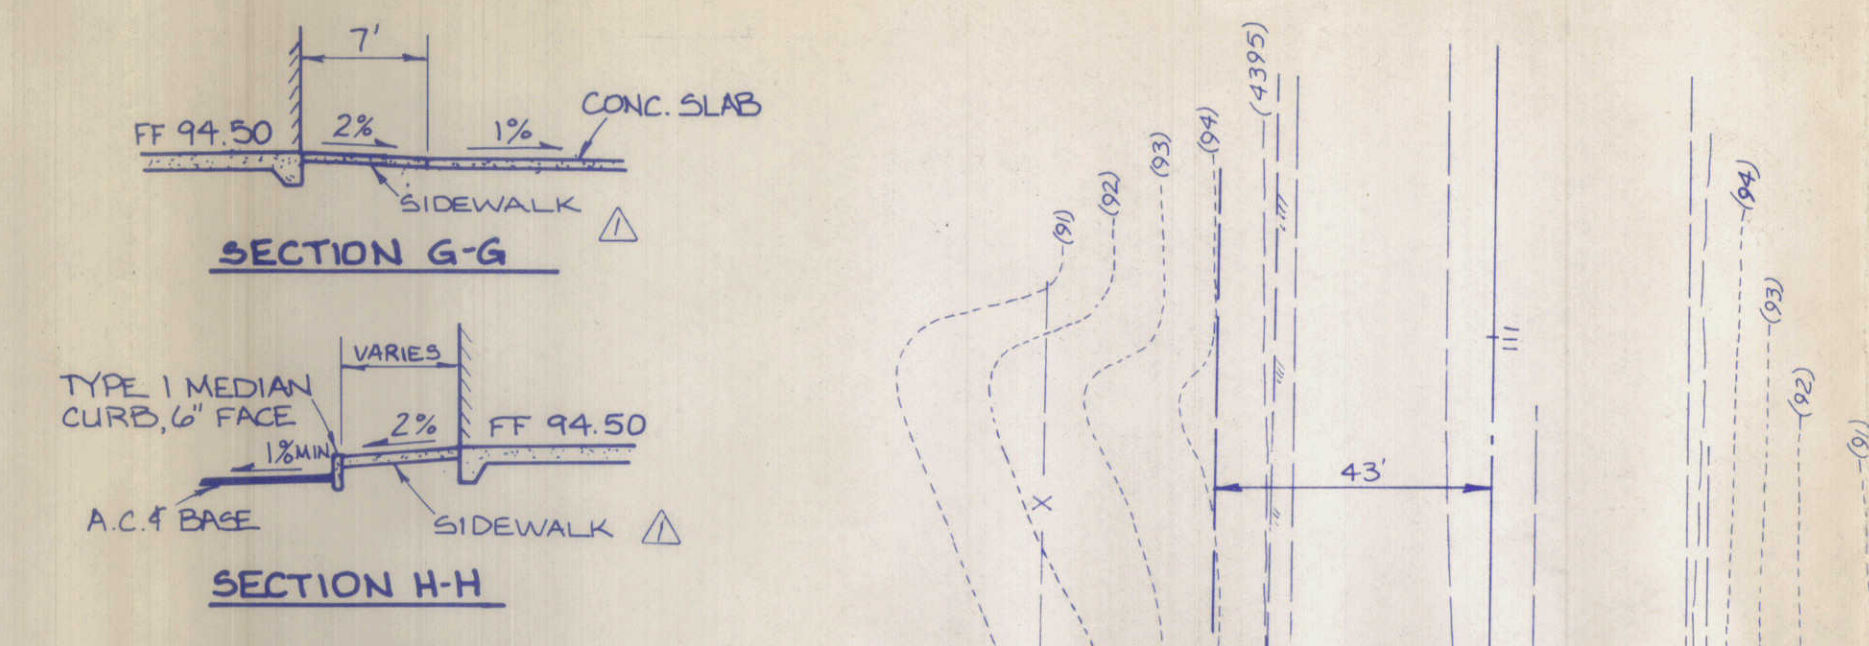 7'
FF 94.50
2%
1%
CONC. SLAB
SIDEWALK
1
SECTION G-G
VARIES
TYPE 1 MEDIAN
CURB, 6" FACE
2%
FF 94.50
1% MIN
A.C. & BASE
SIDEWALK
1
SECTION H-H
(91)
(92)
(93)
(94)
(4395)
X
43'
(94)
(93)
(92)
(91)